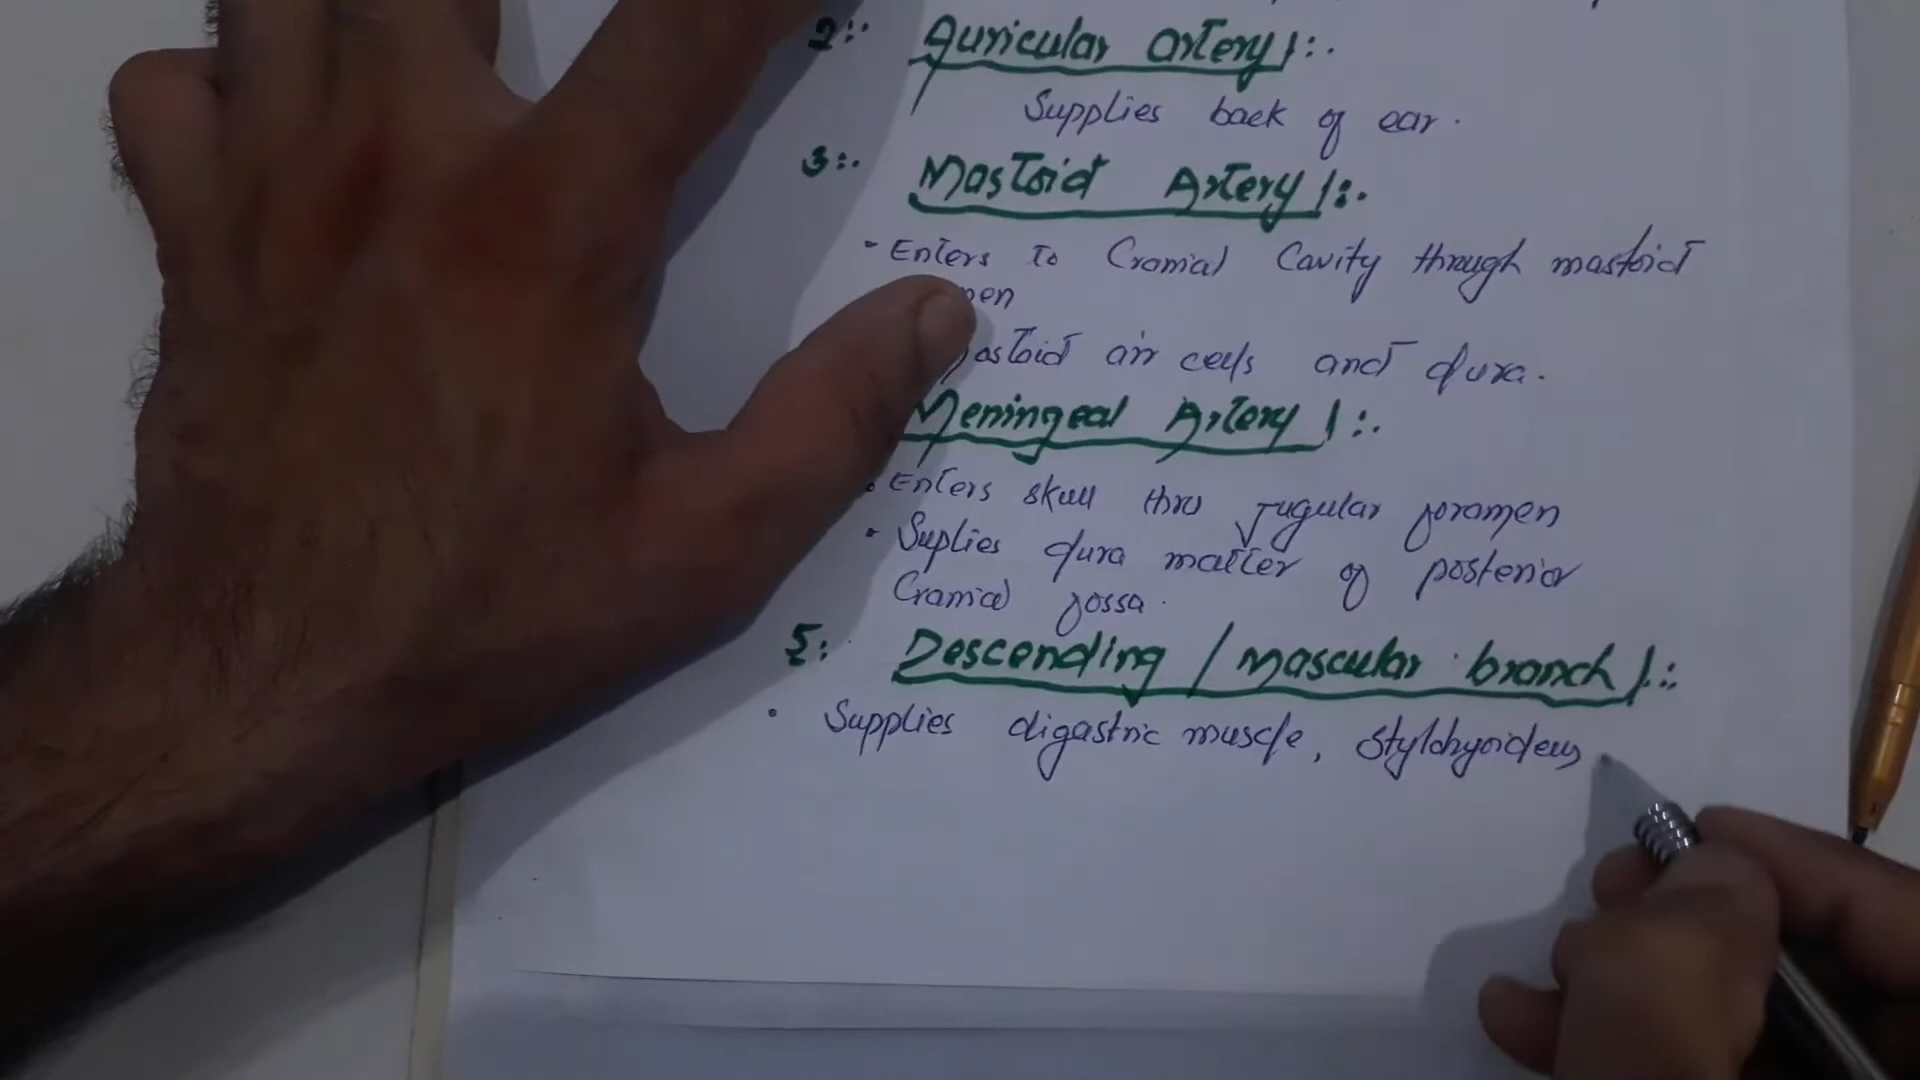 2:. Auricular artery:.
Supplies back of ear.
3:. Mastoid Artery:.
• Enters to Cranial Cavity through mastoid
men
astoid air cells and dura.
Meningeal Artery:.
• Enters skull thru Jugular foramen
• Suplies dura matter of posterior
Cranial fossa.
5: Descending / Mascular branch:.
• Supplies digastric muscle, Stylohyoideus